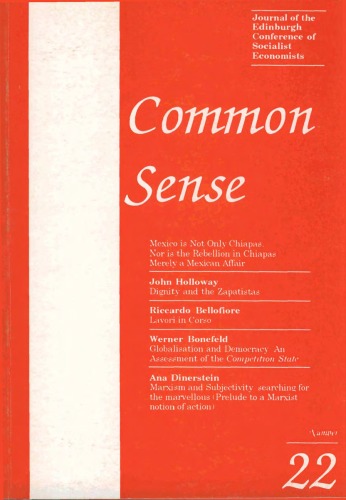 Journal of the
Edinburgh
Conference of
Socialist
Economists
Common
Sense
Mexico is Not Only Chiapas.
Nor is the Rebellion in Chiapas
Merely a Mexican Affair
John Holloway
Dignity and the Zapatistas
Riccardo Bellofiore
Lavori in Corso
Werner Bonefeld
Globalisation and Democracy An
Assessment of the Competition State
Ana Dinerstein
Marxism and Subjectivity searching for
the marvellous (Prelude to a Marxist
notion of action)
Number
22